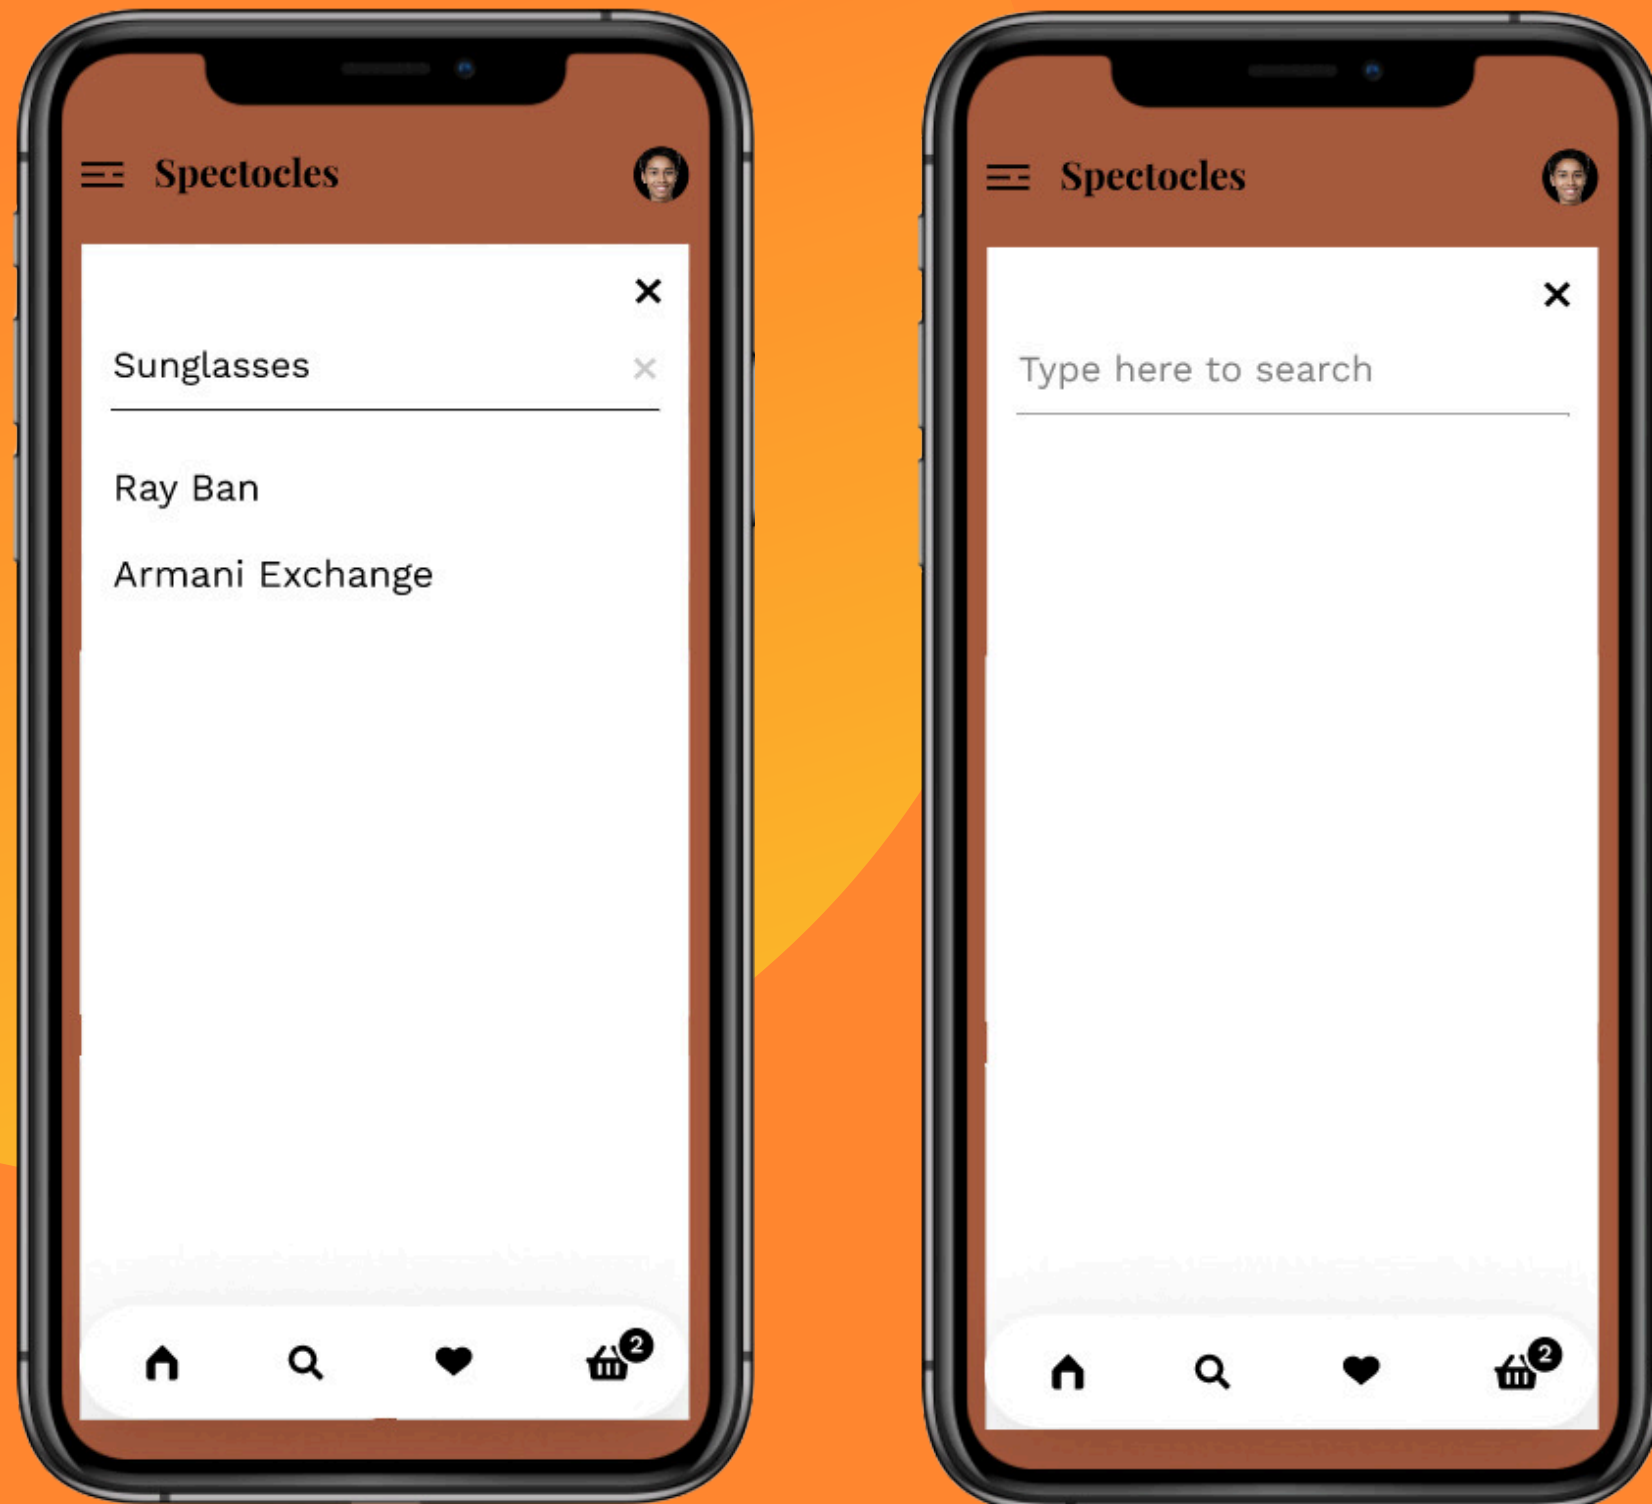 Spectocles
Sunglasses
Ray Ban
Armani Exchange
2
Spectocles
Type here to search
2